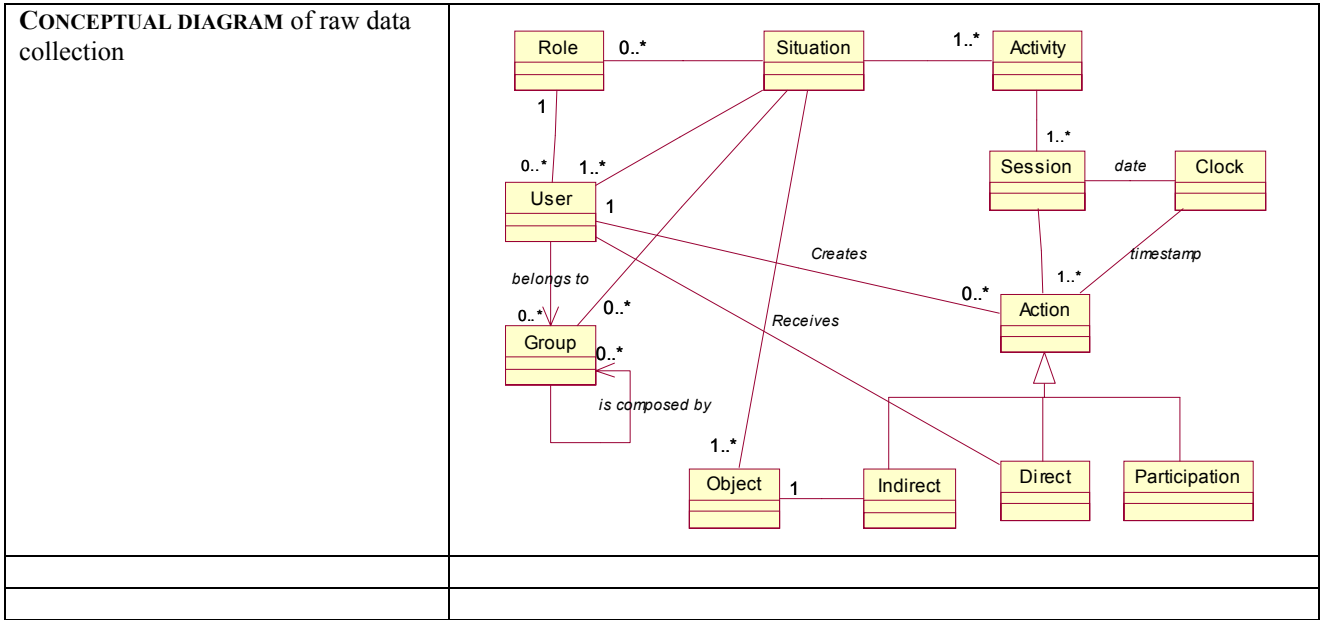 CONCEPTUAL DIAGRAM of raw data
collection
Role
0..*
Situation
1..*
Activity
1
0..*
1..*
1..*
Session
date
Clock
User
1
Creates
timestamp
belongs to
1..*
0..*
Action
0..*
0..*
Receives
Group
0..*
is composed by
1..*
Object
1
Indirect
Direct
Participation